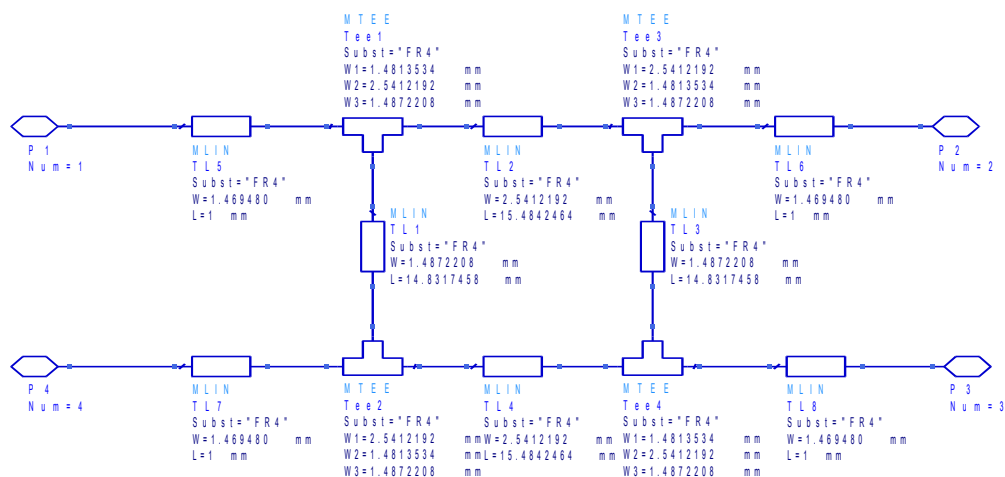 MTEE
Tee1
Subst="FR4"
W1=1.4813534 mm
W2=2.5412192 mm
W3=1.4872208 mm
MTEE
Tee3
Subst="FR4"
W1=2.5412192 mm
W2=1.4813534 mm
W3=1.4872208 mm
P1
Num=1
MLIN
TL5
Subst="FR4"
W=1.469480 mm
L=1 mm
MLIN
TL2
Subst="FR4"
W=2.5412192 mm
L=15.4842464 mm
MLIN
TL6
Subst="FR4"
W=1.469480 mm
L=1 mm
P2
Num=2
MLIN
TL1
Subst="FR4"
W=1.4872208 mm
L=14.8317458 mm
MLIN
TL3
Subst="FR4"
W=1.4872208 mm
L=14.8317458 mm
P4
Num=4
MLIN
TL7
Subst="FR4"
W=1.469480 mm
L=1 mm
MTEE
Tee2
Subst="FR4"
W1=2.5412192 mm
W2=1.4813534 mm
W3=1.4872208 mm
MLIN
TL4
Subst="FR4"
W=2.5412192 mm
L=15.4842464 mm
MTEE
Tee4
Subst="FR4"
W1=1.4813534 mm
W2=2.5412192 mm
W3=1.4872208 mm
MLIN
TL8
Subst="FR4"
W=1.469480 mm
L=1 mm
P3
Num=3